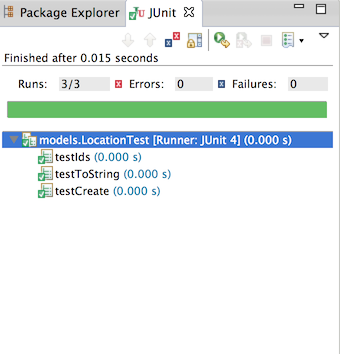 Package Explorer JUnit
Finished after 0.015 seconds
Runs: 3/3 Errors: 0 Failures: 0
models.LocationTest [Runner: JUnit 4] (0.000 s)
testIds (0.000 s)
testToString (0.000 s)
testCreate (0.000 s)